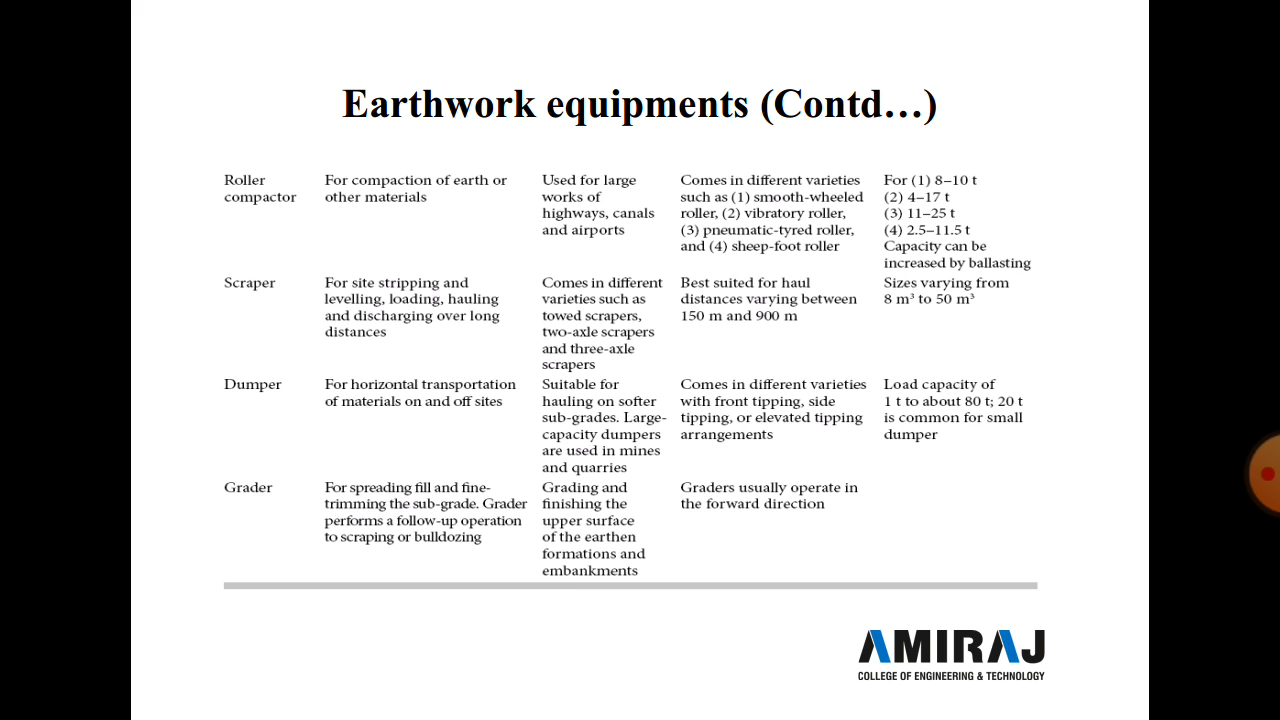 Earthwork equipments (Contd…)
Roller
compactor
For compaction of earth or
other materials
Used for large
works of
highways, canals
and airports
Comes in different varieties
such as (1) smooth-wheeled
roller, (2) vibratory roller,
(3) pneumatic-tyred roller,
and (4) sheep-foot roller
For (1) 8–10 t
(2) 4–17 t
(3) 11–25 t
(4) 2.5–11.5 t
Capacity can be
increased by ballasting
Scraper
For site stripping and
levelling, loading, hauling
and discharging over long
distances
Comes in different
varieties such as
towed scrapers,
two-axle scrapers
and three-axle
scrapers
Best suited for haul
distances varying between
150 m and 900 m
Sizes varying from
8 m³ to 50 m³
Dumper
For horizontal transportation
of materials on and off sites
Suitable for
hauling on softer
sub-grades. Large-
capacity dumpers
are used in mines
and quarries
Comes in different varieties
with front tipping, side
tipping, or elevated tipping
arrangements
Load capacity of
1 t to about 80 t; 20 t
is common for small
dumper
Grader
For spreading fill and fine-
trimming the sub-grade. Grader
performs a follow-up operation
to scraping or bulldozing
Grading and
finishing the
upper surface
of the earthen
formations and
embankments
Graders usually operate in
the forward direction
AMIRAJ
COLLEGE OF ENGINEERING & TECHNOLOGY